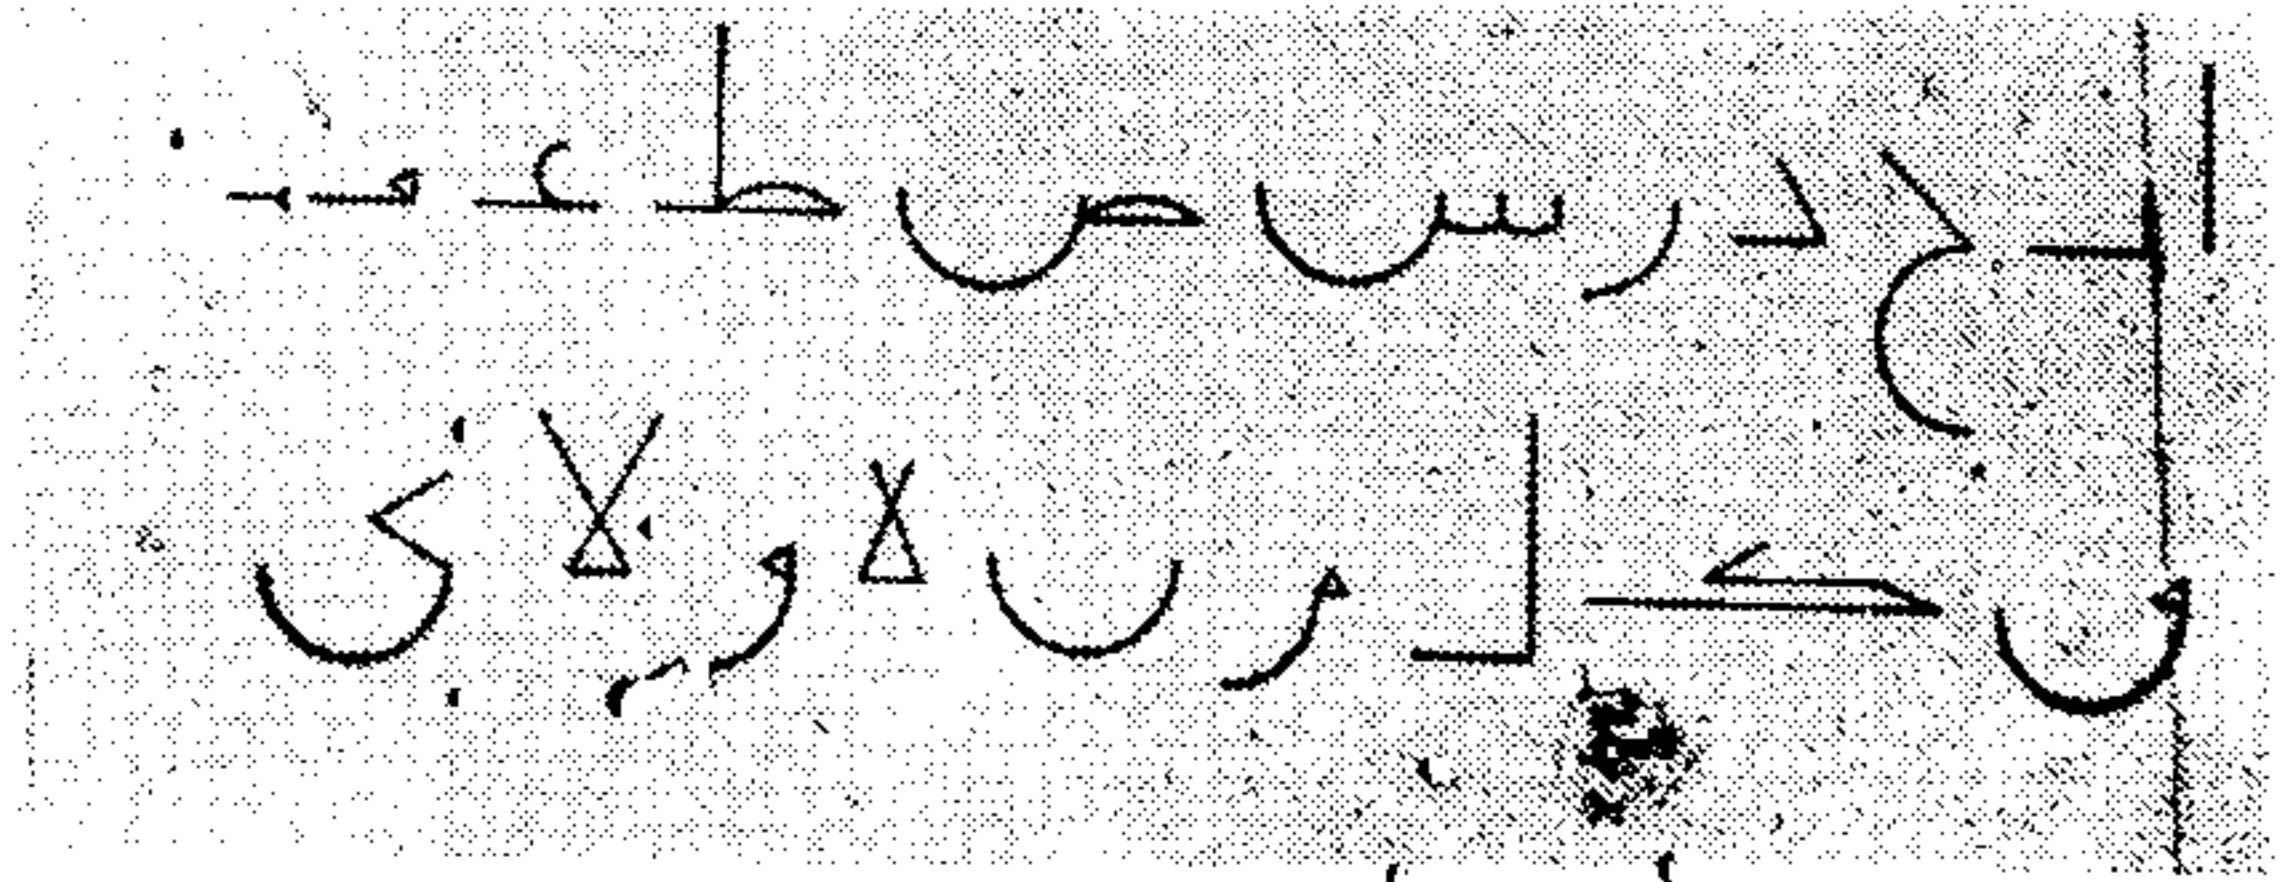 ا ٮ ح د ر س ص ط ع ڡ
ٯ ك ل م ں ه و لا ى